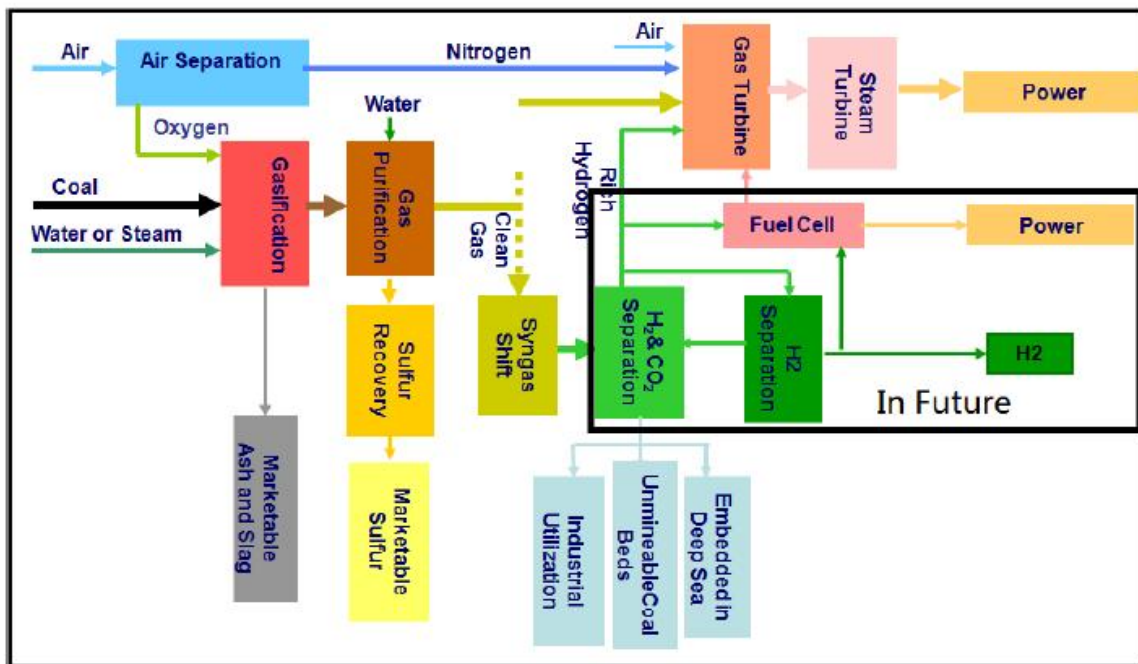 Air
Air Separation
Nitrogen
Air
Gas Turbine
Steam
Turbine
Power
Water
Oxygen
Coal
Water or Steam
Gasification
Gas
Purification
Clean
Gas
Rich
Hydrogen
Fuel Cell
Power
Sulfur
Recovery
Syngas
Shift
H₂& CO₂
Separation
H2
Separation
H2
In Future
Marketable
Ash and Slag
Marketable
Sulfur
Industrial
Utilization
UnmineableCoal
Beds
Embedded in
Deep Sea